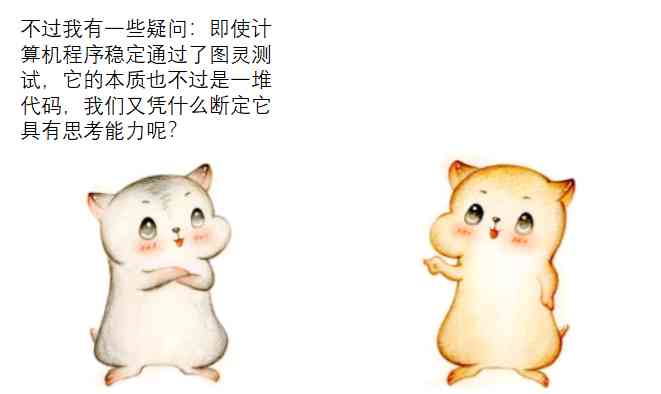 不过我有一些疑问：即使计
算机程序稳定通过了图灵测
试，它的本质也不过是一堆
代码，我们又凭什么断定它
具有思考能力呢？